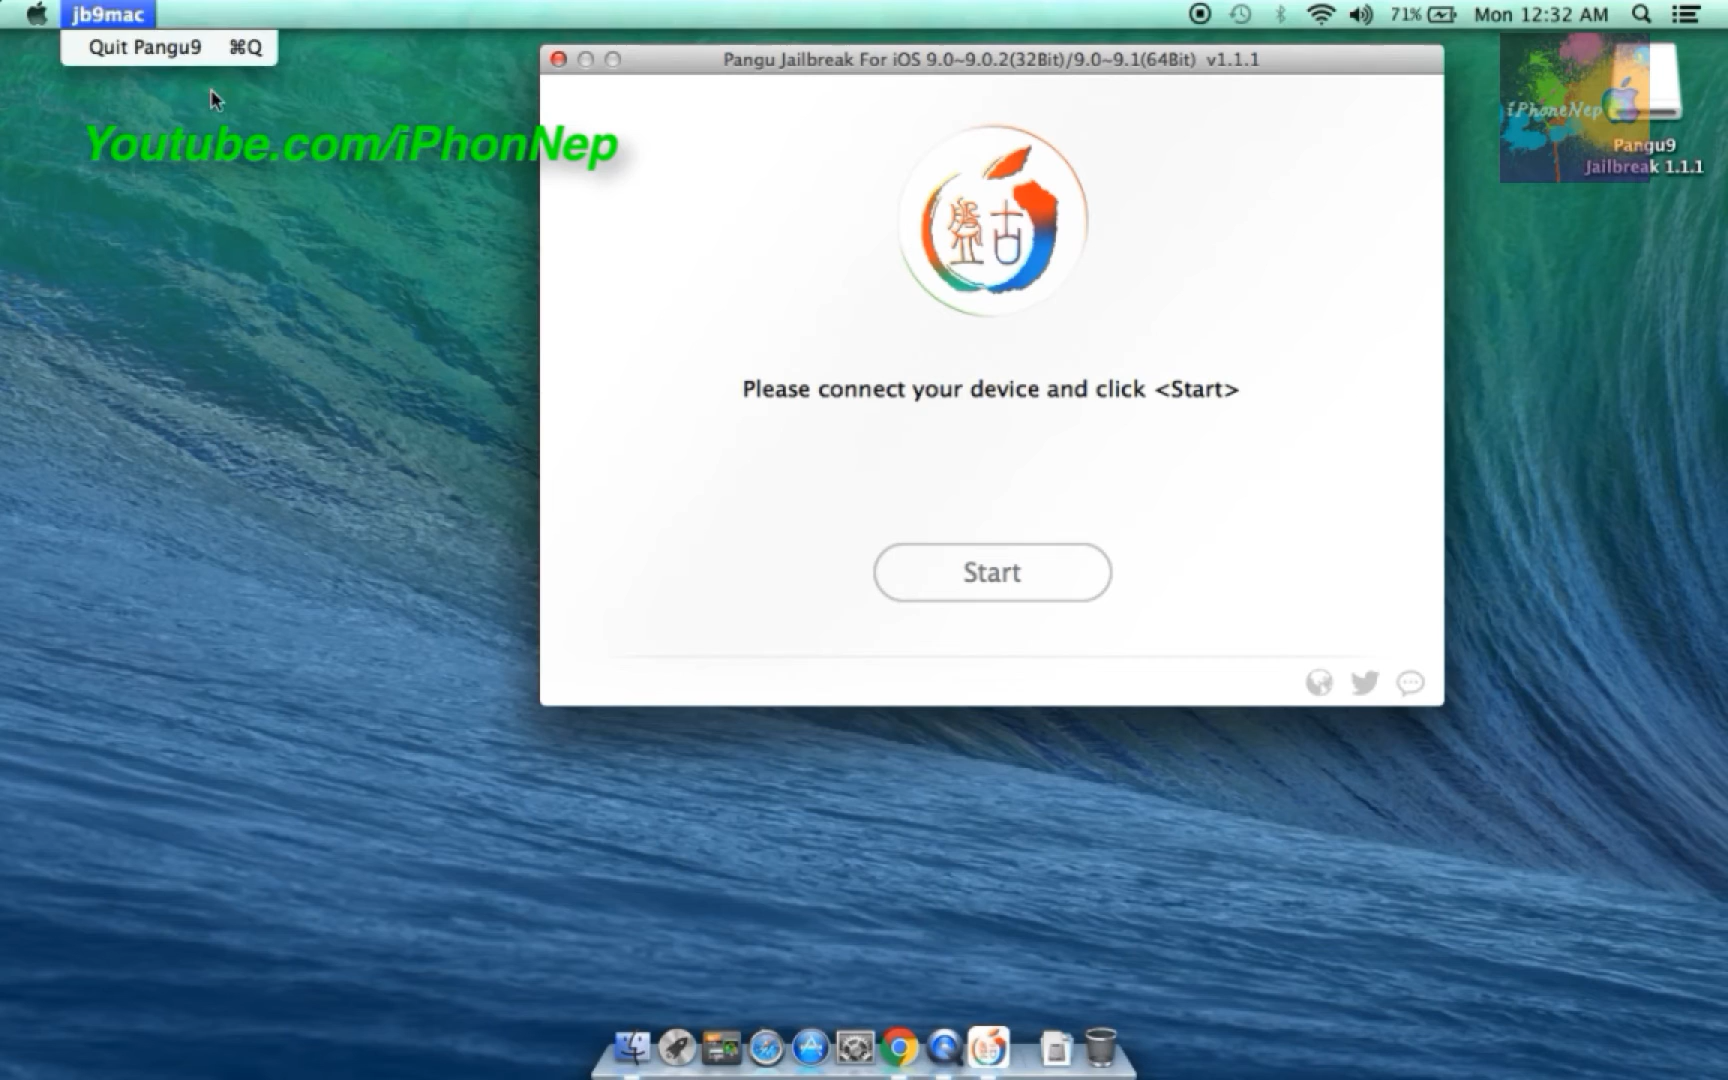 jb9mac
71%
Mon 12:32 AM
Quit Pangu9 ⌘Q
Pangu Jailbreak For iOS 9.0~9.0.2(32Bit)/9.0~9.1(64Bit) v1.1.1
iPhoneNep
Youtube.com/iPhonNep
Pangu9
Jailbreak 1.1.1
盤古
Please connect your device and click <Start>
Start